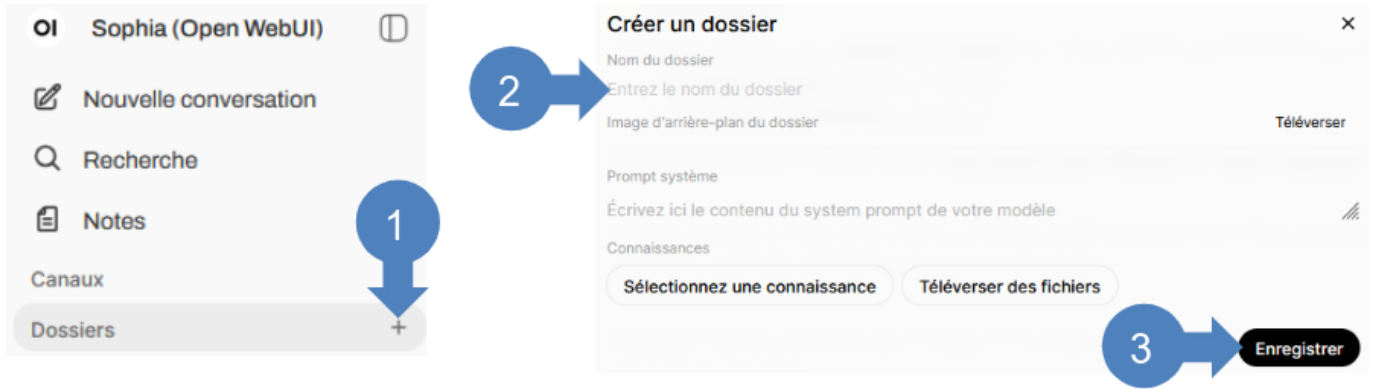 OI Sophia (Open WebUI)
Nouvelle conversation
Recherche
Notes
1
Canaux
Dossiers +
Créer un dossier ×
Nom du dossier
2
Entrez le nom du dossier
Image d'arrière-plan du dossier Téléverser
Prompt système
Écrivez ici le contenu du system prompt de votre modèle
Connaissances
Sélectionnez une connaissance Téléverser des fichiers
3 Enregistrer